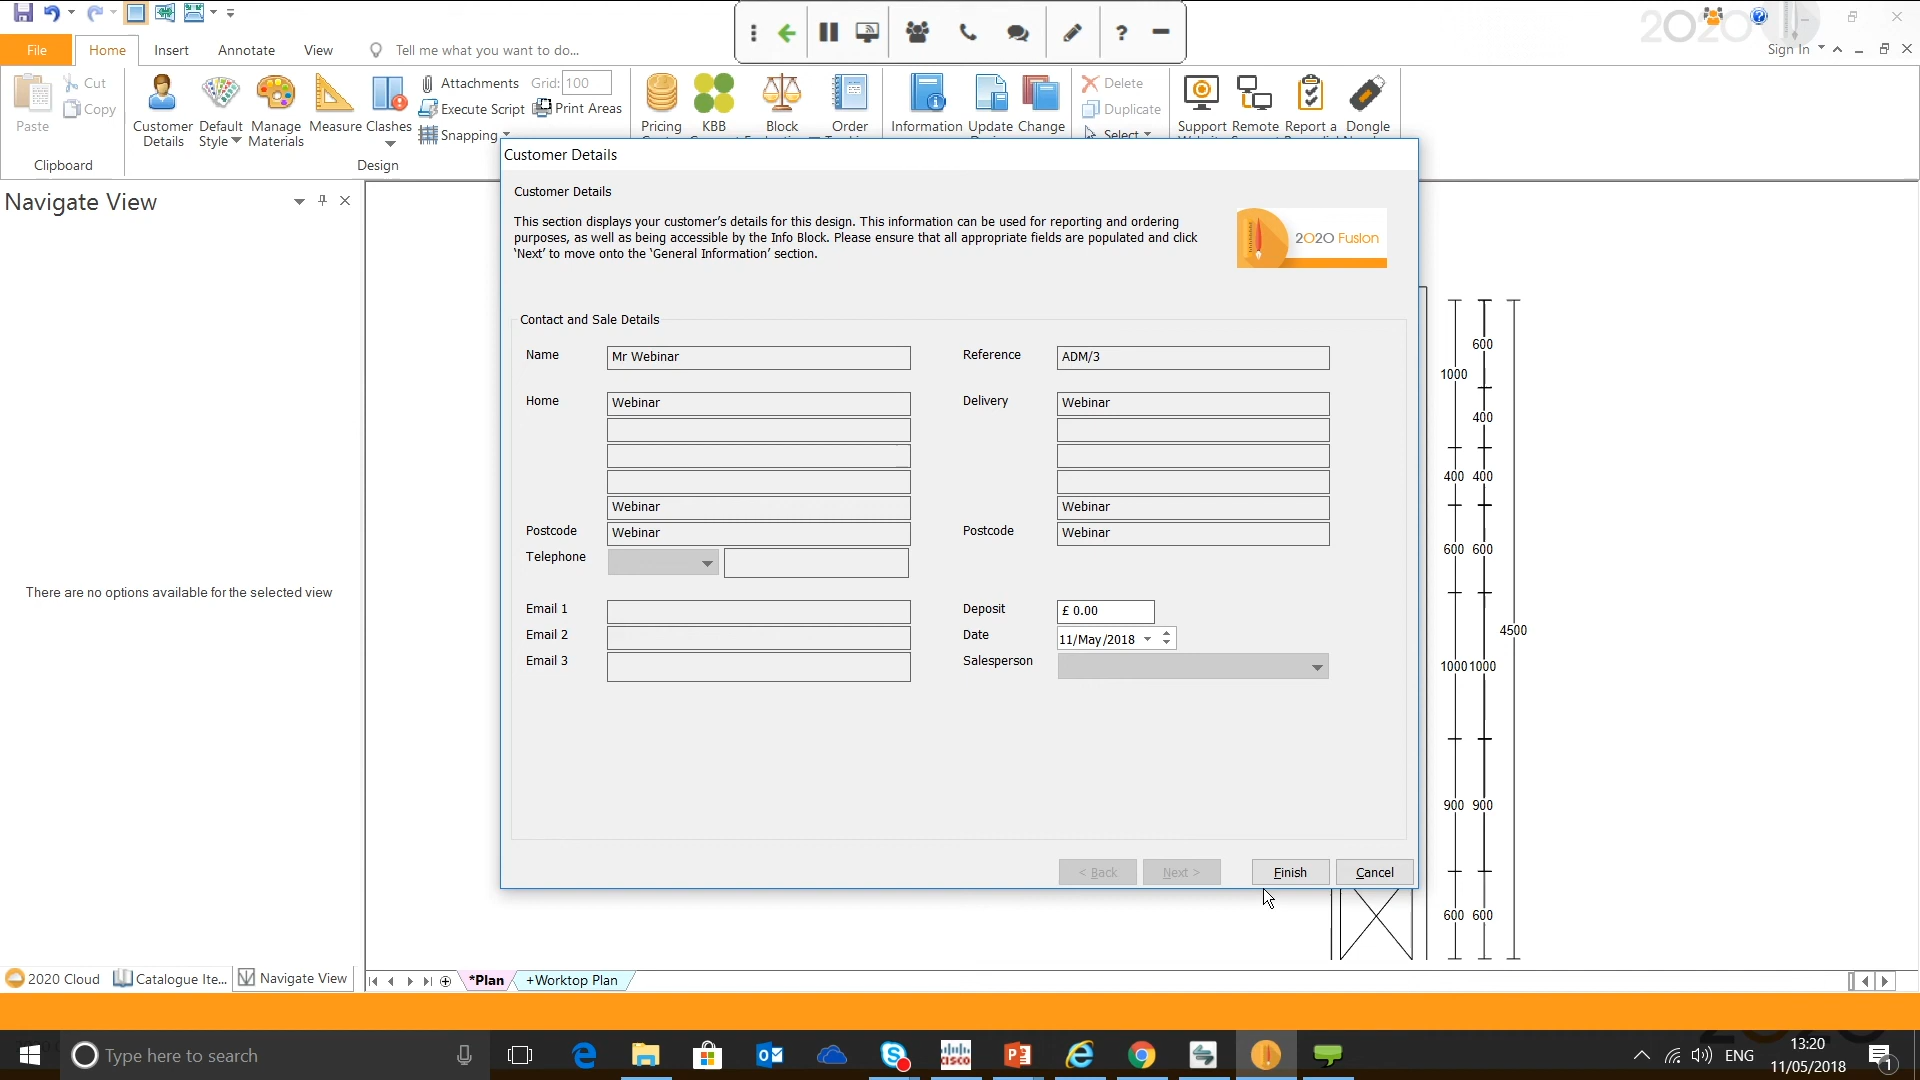 File
Home
Insert
Annotate
View
Tell me what you want to do...
2020
Sign In
Paste
Cut
Copy
Clipboard
Customer Details
Default Style
Manage Materials
Measure
Clashes
Attachments
Execute Script
Snapping
Grid: 100
Print Areas
Design
Pricing
KBB
Block
Order
Information
Update
Change
Delete
Duplicate
Select
Support
Remote
Report a
Dongle
Navigate View
There are no options available for the selected view
Customer Details
Customer Details
This section displays your customer's details for this design. This information can be used for reporting and ordering
purposes, as well as being accessible by the Info Block. Please ensure that all appropriate fields are populated and click
'Next' to move onto the 'General Information' section.
2020 Fusion
Contact and Sale Details
Name Mr Webinar
Reference ADM/3
Home Webinar
Delivery Webinar
Webinar
Webinar
Postcode Webinar
Postcode Webinar
Telephone
Email 1
Deposit £ 0.00
Email 2
Date 11/May/2018
Email 3
Salesperson
< Back
Next >
Finish
Cancel
600
1000
400
400 400
600 600
4500
1000 1000
900 900
600 600
2020 Cloud
Catalogue Ite...
Navigate View
*Plan
+Worktop Plan
Type here to search
CISCO
ENG
13:20
11/05/2018
1